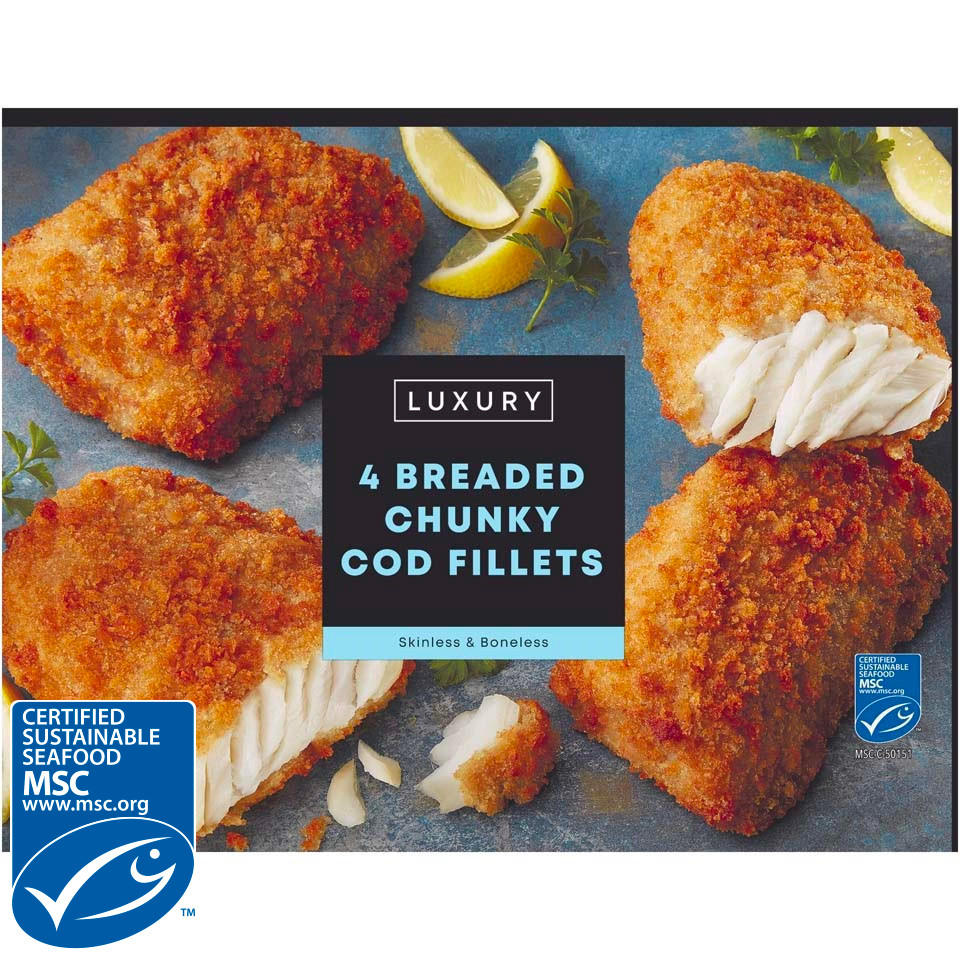 LUXURY
4 BREADED
CHUNKY
COD FILLETS
Skinless & Boneless
CERTIFIED
SUSTAINABLE
SEAFOOD
MSC
www.msc.org
TM
MSC-C-50151
CERTIFIED
SUSTAINABLE
SEAFOOD
MSC
www.msc.org
TM